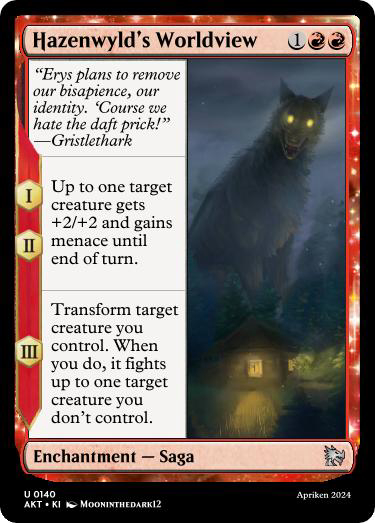 Hazenwyld's Worldview 1
“Erys plans to remove
our bisapience, our
identity. ‘Course we
hate the daft prick!”
—Gristlethark
I
II
Up to one target
creature gets
+2/+2 and gains
menace until
end of turn.
III
Transform target
creature you
control. When
you do, it fights
up to one target
creature you
don't control.
Enchantment — Saga
U 0140
AKT • KI Mooninthedark12
Apriken 2024